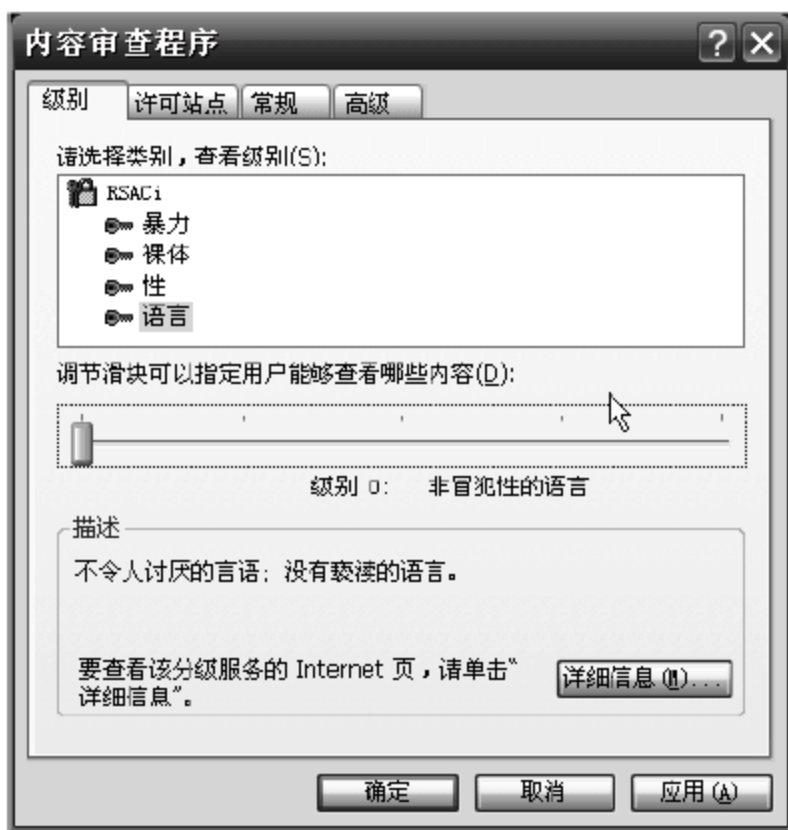 内容审查程序
级别 许可站点 常规 高级
请选择类别，查看级别(S):
RSACi
暴力
裸体
性
语言
调节滑块可以指定用户能够查看哪些内容(D):
级别 0: 非冒犯性的语言
描述
不令人讨厌的言语; 没有亵渎的语言。
要查看该分级服务的 Internet 页，请单击“
详细信息”。
详细信息(M)...
确定 取消 应用(A)